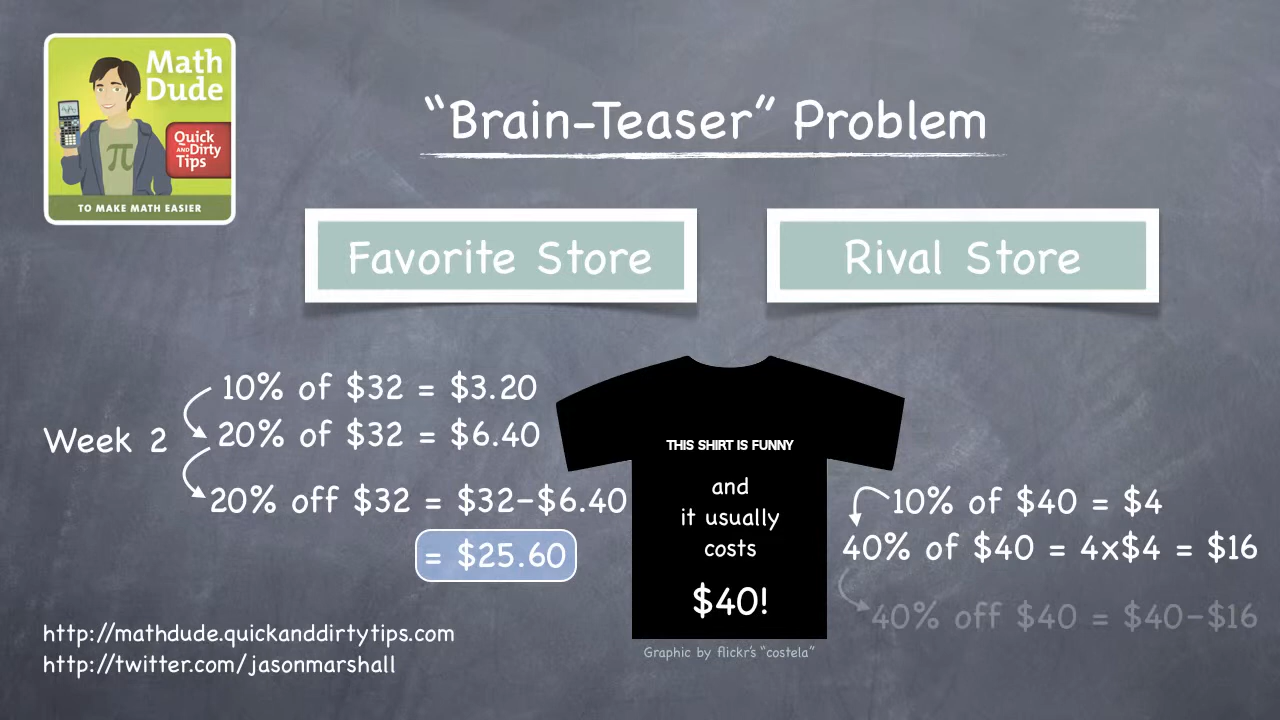 Math
Dude
Quick
AND Dirty
Tips
TO MAKE MATH EASIER
π
“Brain-Teaser” Problem
Favorite Store
Rival Store
Week 2
10% of $32 = $3.20
20% of $32 = $6.40
20% off $32 = $32-$6.40
= $25.60
THIS SHIRT IS FUNNY
and
it usually
costs
$40!
Graphic by flickr's “costela”
10% of $40 = $4
40% of $40 = 4x$4 = $16
40% off $40 = $40-$16
http://mathdude.quickanddirtytips.com
http://twitter.com/jasonmarshall